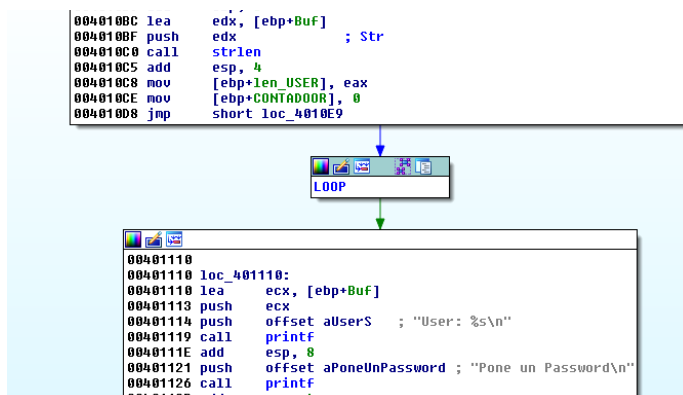 004010BC lea edx, [ebp+Buf]
004010BF push edx ; Str
004010C0 call strlen
004010C5 add esp, 4
004010C8 mov [ebp+len_USER], eax
004010CE mov [ebp+CONTADOOR], 0
004010D8 jmp short loc_4010E9
LOOP
00401110
00401110 loc_401110:
00401110 lea ecx, [ebp+Buf]
00401113 push ecx
00401114 push offset aUserS ; "User: %s\n"
00401119 call printf
0040111E add esp, 8
00401121 push offset aPoneUnPassword ; "Pone un Password\n"
00401126 call printf